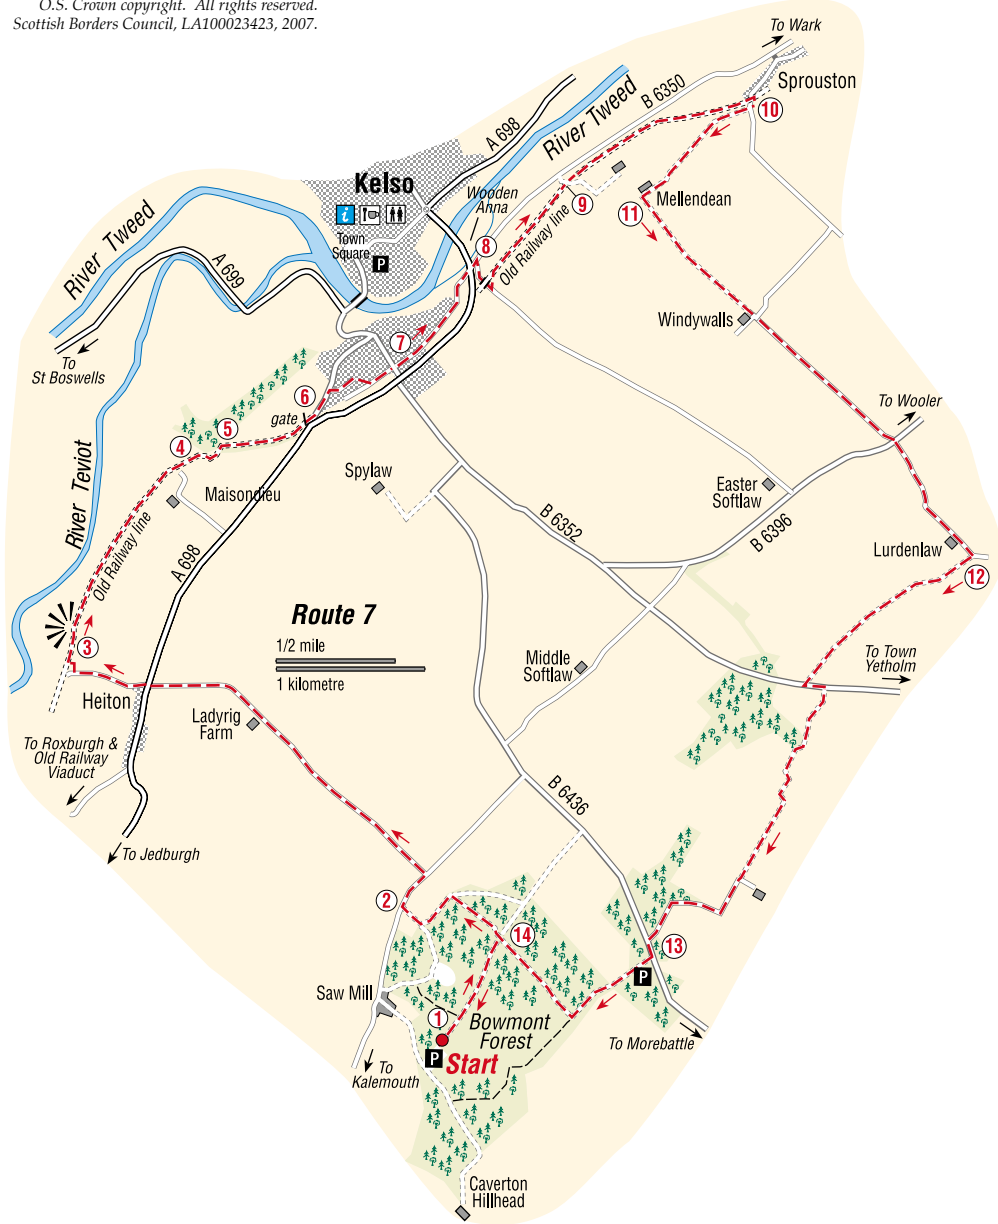 O.S. Crown copyright. All rights reserved.
Scottish Borders Council, LA100023423, 2007.
To Wark
Sprouston
B 6350
10
River Tweed
A 698
Kelso
Wooden
Anna
9
Mellendean
11
i
Town
Square
P
River Tweed
A 699
8
Old Railway line
Windywalls
7
To
St Boswells
6
gate
To Wooler
5
4
River Teviot
Maisondieu
Spylaw
Easter
Softlaw
Old Railway line
A 698
B 6352
B 6396
Lurdenlaw
12
Route 7
1/2 mile
1 kilometre
3
Middle
Softlaw
To Town
Yetholm
Heiton
Ladyrig
Farm
To Roxburgh &
Old Railway
Viaduct
B 6436
To Jedburgh
2
14
13
P
Saw Mill
1
Bowmont
Forest
P
Start
To Morebattle
To
Kalemouth
Caverton
Hillhead